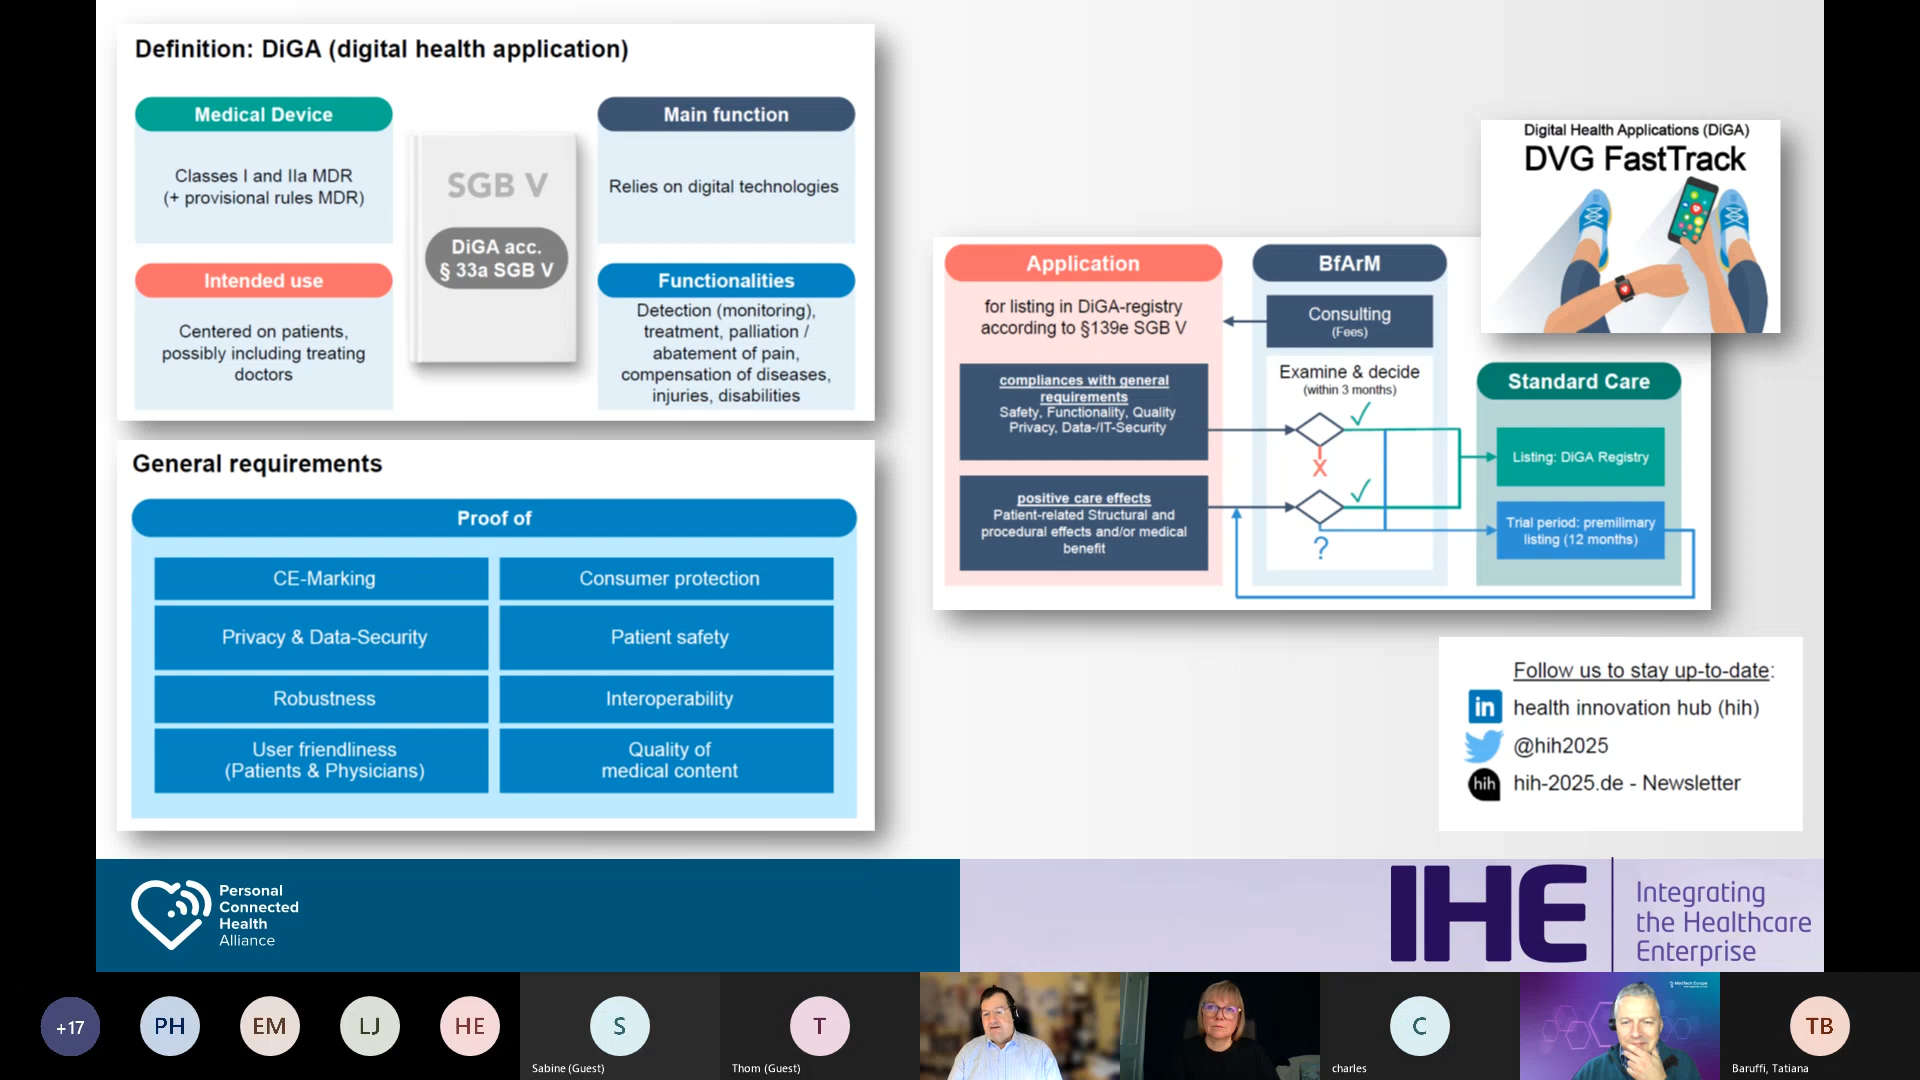 Definition: DiGA (digital health application)
Medical Device
Classes I and IIa MDR
(+ provisional rules MDR)
SGB V
DiGA acc.
§ 33a SGB V
Main function
Relies on digital technologies
Intended use
Centered on patients,
possibly including treating
doctors
Functionalities
Detection (monitoring),
treatment, palliation /
abatement of pain,
compensation of diseases,
injuries, disabilities
General requirements
Proof of
CE-Marking
Consumer protection
Privacy & Data-Security
Patient safety
Robustness
Interoperability
User friendliness
(Patients & Physicians)
Quality of
medical content
Digital Health Applications (DiGA)
DVG FastTrack
Application
for listing in DiGA-registry
according to §139e SGB V
compliances with general
requirements
Safety, Functionality, Quality
Privacy, Data-/IT-Security
positive care effects
Patient-related Structural and
procedural effects and/or medical
benefit
BfArM
Consulting
(Fees)
Examine & decide
(within 3 months)
X
?
Standard Care
Listing: DiGA Registry
Trial period: premilimary
listing (12 months)
Follow us to stay up-to-date:
in health innovation hub (hih)
@hih2025
hih hih-2025.de - Newsletter
Personal
Connected
Health
Alliance
IHE
Integrating
the Healthcare
Enterprise
+17
PH
EM
LJ
HE
S
Sabine (Guest)
T
Thom (Guest)
C
charles
MedTech Europe
TB
Baruffi, Tatiana